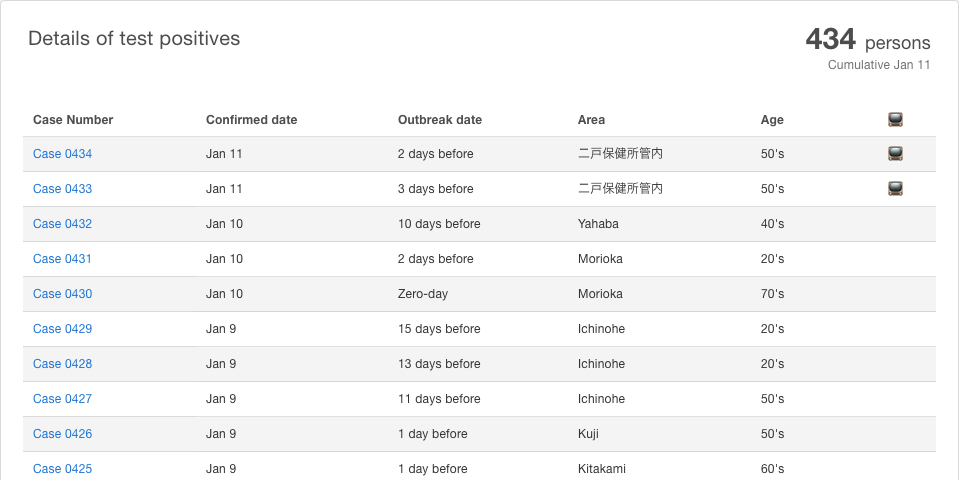 Details of test positives
434 persons
Cumulative Jan 11
Case Number Confirmed date Outbreak date Area Age
Case 0434 Jan 11 2 days before 二戸保健所管内 50's
Case 0433 Jan 11 3 days before 二戸保健所管内 50's
Case 0432 Jan 10 10 days before Yahaba 40's
Case 0431 Jan 10 2 days before Morioka 20's
Case 0430 Jan 10 Zero-day Morioka 70's
Case 0429 Jan 9 15 days before Ichinohe 20's
Case 0428 Jan 9 13 days before Ichinohe 20's
Case 0427 Jan 9 11 days before Ichinohe 50's
Case 0426 Jan 9 1 day before Kuji 50's
Case 0425 Jan 9 1 day before Kitakami 60's